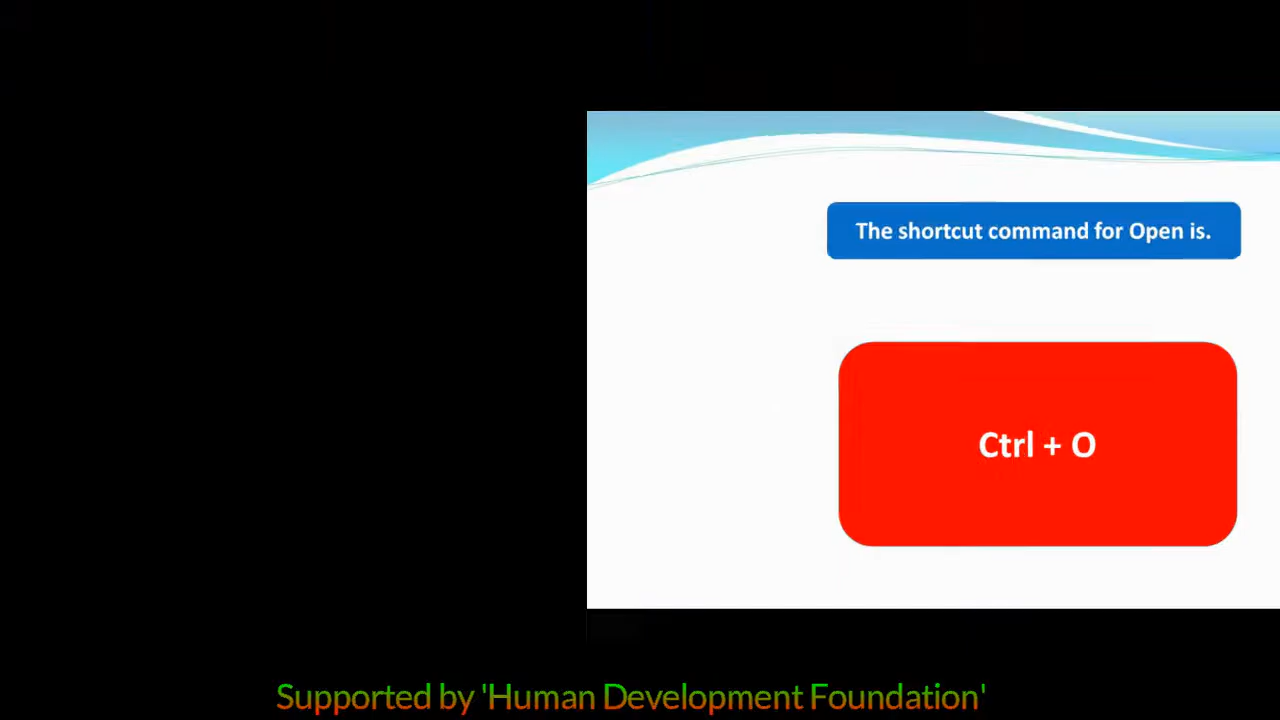 The shortcut command for Open is.
Ctrl + O
Supported by 'Human Development Foundation'